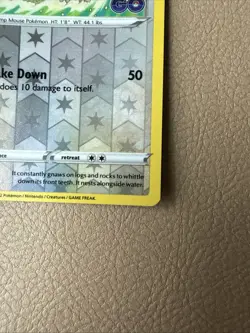 GO
mp Mouse Pokémon. HT: 1'8". WT: 44.1 lbs.
ke Down 50
does 10 damage to itself.
nce
retreat
It constantly gnaws on logs and rocks to whittle
down its front teeth. It nests alongside water.
2 Pokémon / Nintendo / Creatures / GAME FREAK.